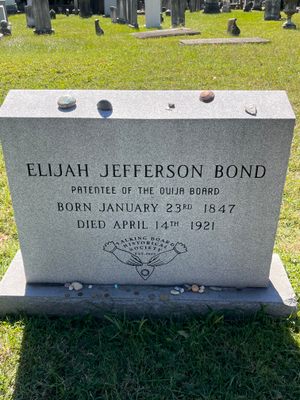 ELIJAH JEFFERSON BOND
PATENTEE OF THE OUIJA BOARD
BORN JANUARY 23RD 1847
DIED APRIL 14TH 1921
TALKING BOARD
HISTORICAL
SOCIETY